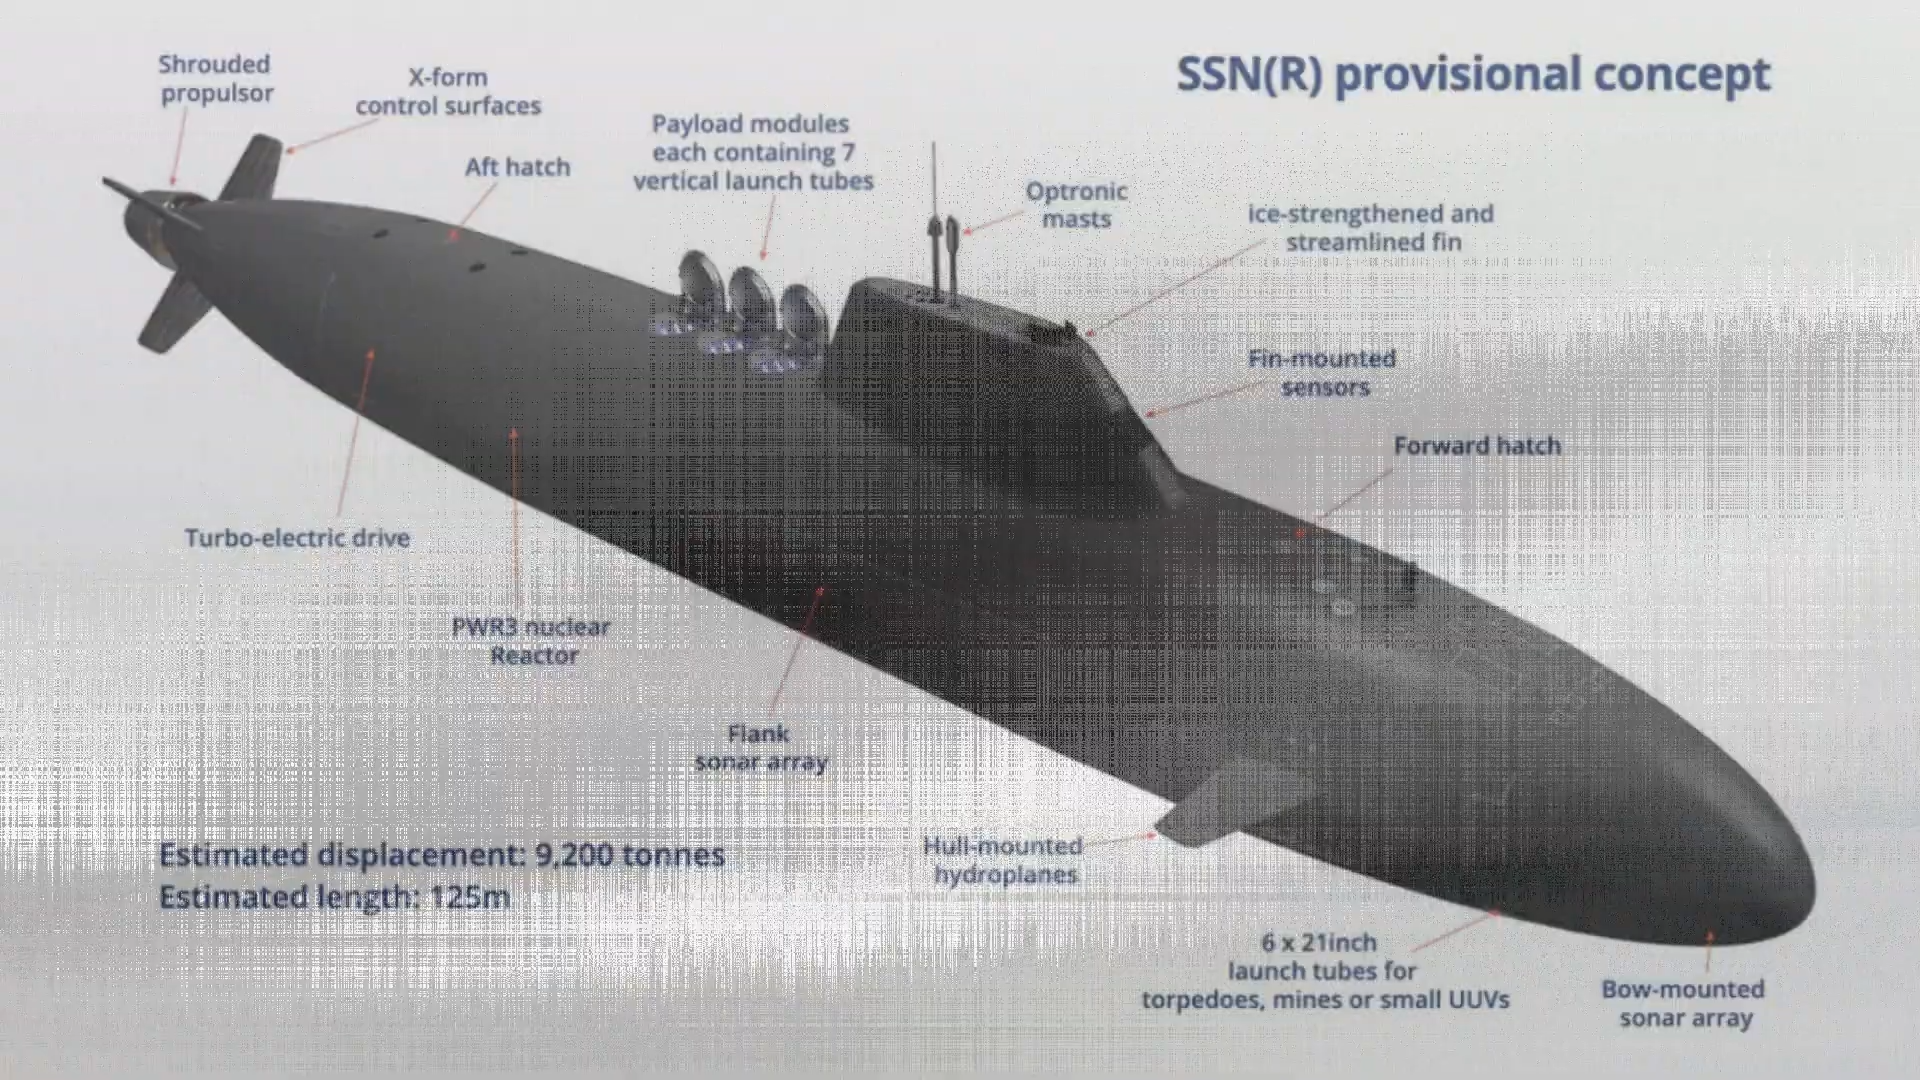 SSN(R) provisional concept
Shrouded
propulsor
X-form
control surfaces
Aft hatch
Payload modules
each containing 7
vertical launch tubes
Optronic
masts
ice-strengthened and
streamlined fin
Fin-mounted
sensors
Forward hatch
Turbo-electric drive
PWR3 nuclear
Reactor
Flank
sonar array
Hull-mounted
hydroplanes
Estimated displacement: 9,200 tonnes
Estimated length: 125m
6 x 21inch
launch tubes for
torpedoes, mines or small UUVs
Bow-mounted
sonar array